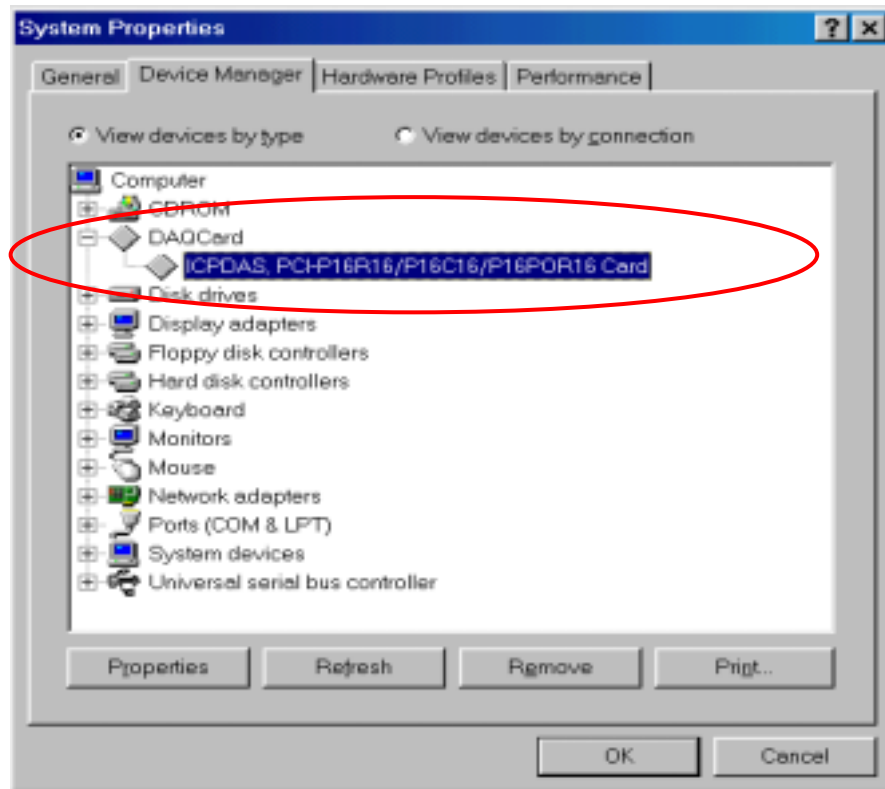 System Properties
General Device Manager Hardware Profiles Performance
View devices by type View devices by connection
Computer
CDROM
DAQCard
ICPDAS, PCI-P16R16/P16C16/P16POR16 Card
Disk drives
Display adapters
Floppy disk controllers
Hard disk controllers
Keyboard
Monitors
Mouse
Network adapters
Ports (COM & LPT)
System devices
Universal serial bus controller
Properties Refresh Remove Print...
OK Cancel